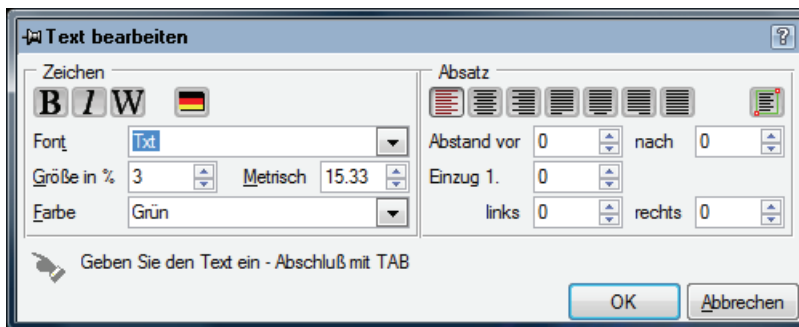 Text bearbeiten ?
Zeichen
B I W
Font Txt
Größe in % 3 Metrisch 15.33
Farbe Grün
Absatz
Abstand vor 0 nach 0
Einzug 1. 0
links 0 rechts 0
Geben Sie den Text ein - Abschluß mit TAB
OK Abbrechen